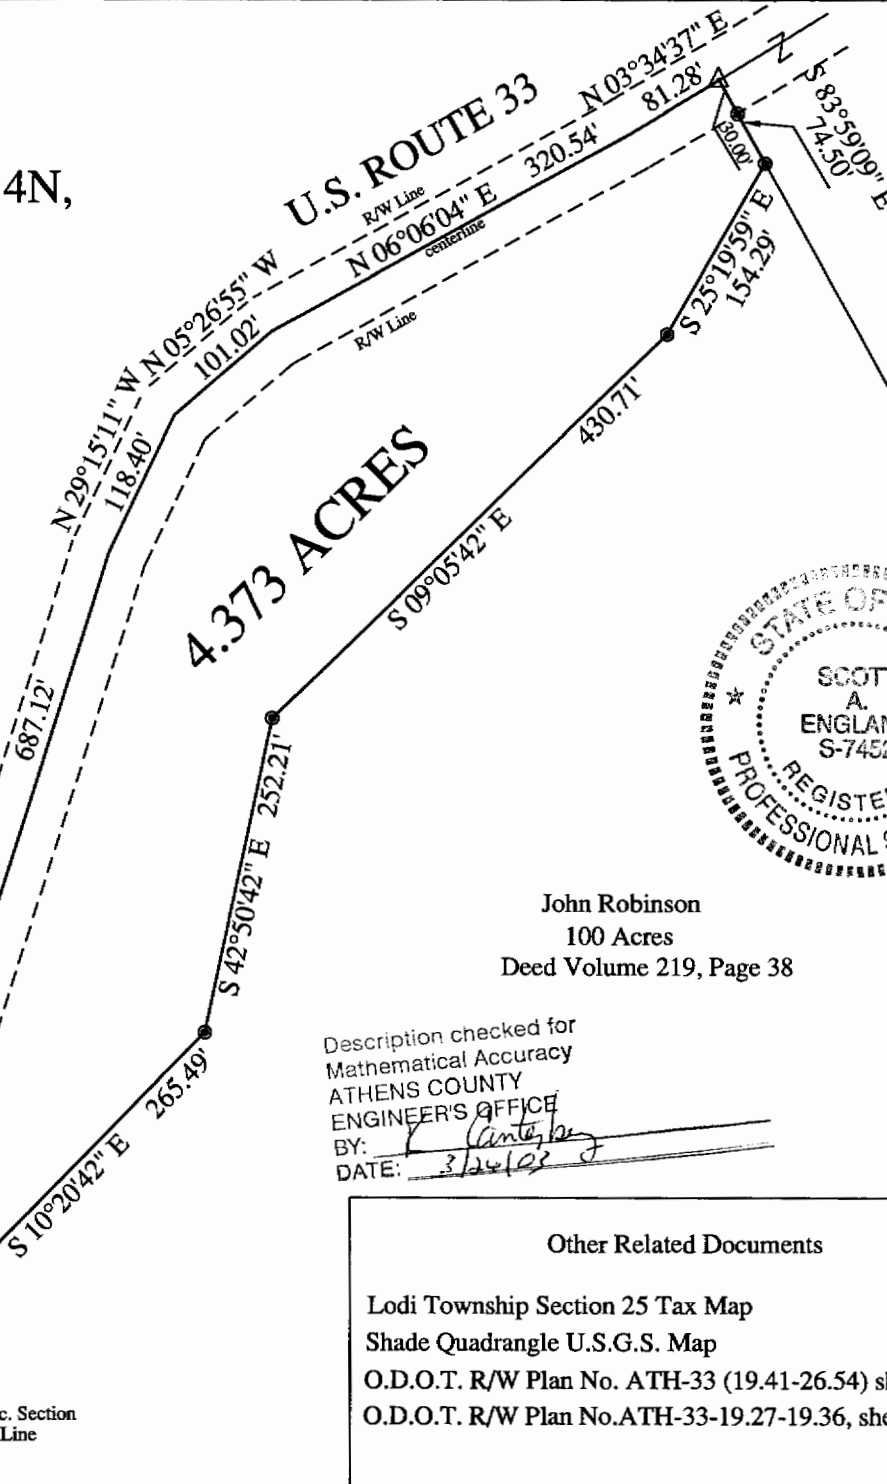 4N,
U.S. ROUTE 33
N 03°34'37" E
81.28'
Z
S 83°59'09" E
74.50'
30.00'
R/W Line
N 06°06'04" E
320.54'
centerline
R/W Line
N 05°26'55" W
101.02'
N 29°15'11" W
118.40'
687.12'
S 25°19'59" E
154.29'
430.71'
S 09°05'42" E
4.373 ACRES
252.21'
S 42°50'42" E
265.49'
S 10°20'42" E
STATE OF
SCOT
A.
ENGLA
S-7452
REGISTE
PROFESSIONAL
John Robinson
100 Acres
Deed Volume 219, Page 38
Description checked for
Mathematical Accuracy
ATHENS COUNTY
ENGINEER'S OFFICE
BY:
DATE: 3/24/03
Other Related Documents
Lodi Township Section 25 Tax Map
Shade Quadrangle U.S.G.S. Map
O.D.O.T. R/W Plan No. ATH-33 (19.41-26.54) s
O.D.O.T. R/W Plan No.ATH-33-19.27-19.36, she
c. Section
Line